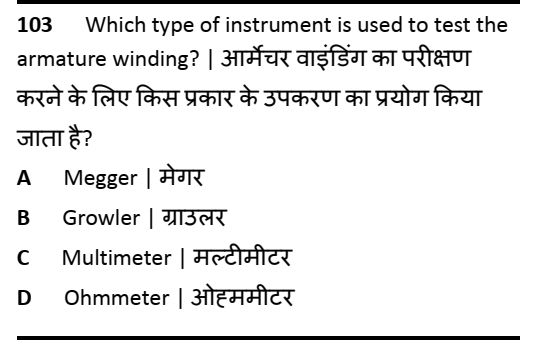 103 Which type of instrument is used to test the
armature winding? | आर्मेचर वाइंडिंग का परीक्षण
करने के लिए किस प्रकार के उपकरण का प्रयोग किया
जाता है?
A Megger | मेगर
B Growler | ग्राउलर
C Multimeter | मल्टीमीटर
D Ohmmeter | ओह्ममीटर